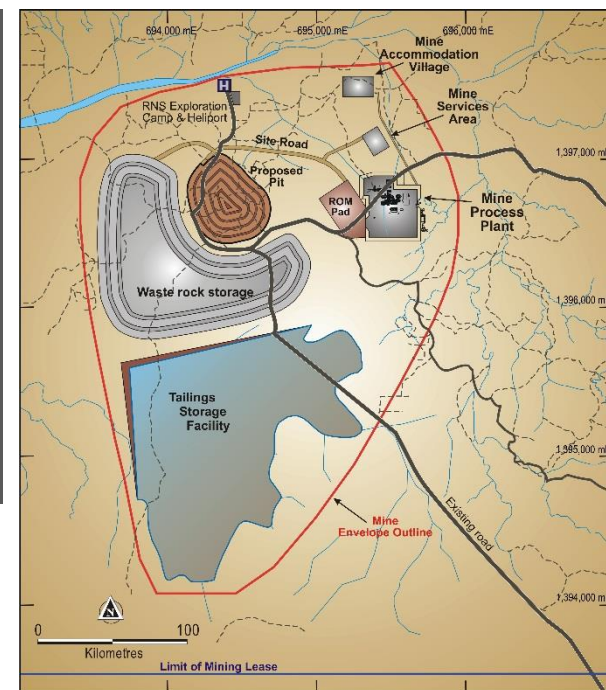 694,000 mE
695,000 mE
696,000 mE
Mine
Accommodation
Village
H
RNS Exploration
Camp & Heliport
Mine
Services
Area
Site Road
1,397,000 mN
Proposed
Pit
ROM
Pad
Mine
Process
Plant
Waste rock storage
1,396,000 mN
Tailings
Storage
Facility
1,395,000 mN
Mine
Envelope Outline
Existing road
1,394,000 m
N
0 100
Kilometres
Limit of Mining Lease